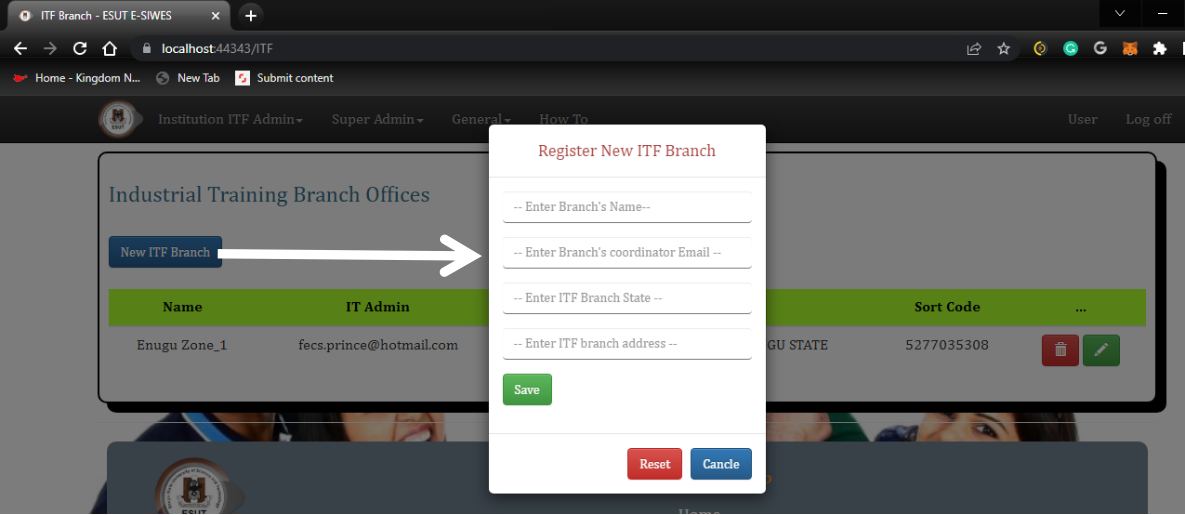 ITF Branch - ESUT E-SIWES
localhost:44343/ITF
Home - Kingdom N...
New Tab
Submit content
ESUT
Institution ITF Admin
Super Admin
General
How To
User
Log off
Register New ITF Branch
Industrial Training Branch Offices
-- Enter Branch's Name--
New ITF Branch
-- Enter Branch's coordinator Email --
-- Enter ITF Branch State --
Name IT Admin Sort Code ...
-- Enter ITF branch address --
Enugu Zone_1 fecs.prince@hotmail.com GU STATE 5277035308
Save
Reset Cancle
ESUT
Home